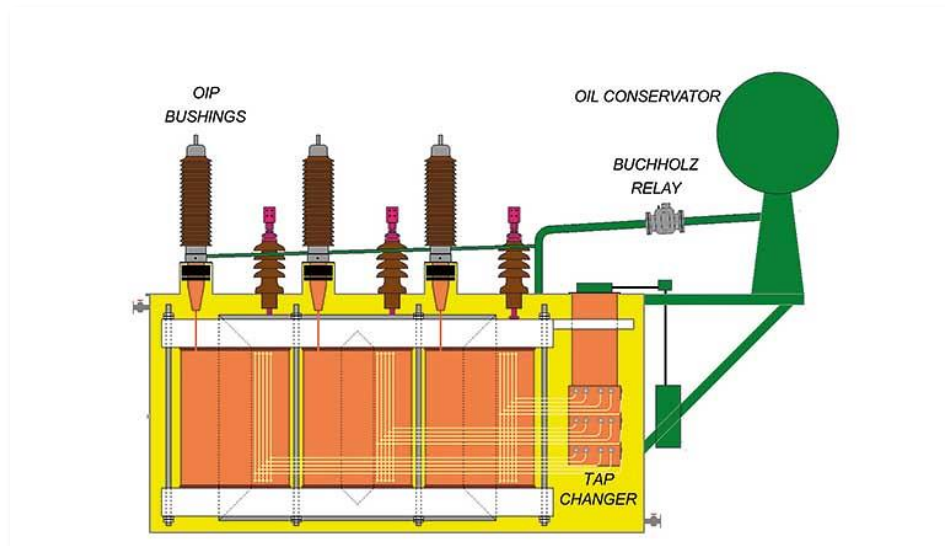 OIP
BUSHINGS
OIL CONSERVATOR
BUCHHOLZ
RELAY
TAP
CHANGER